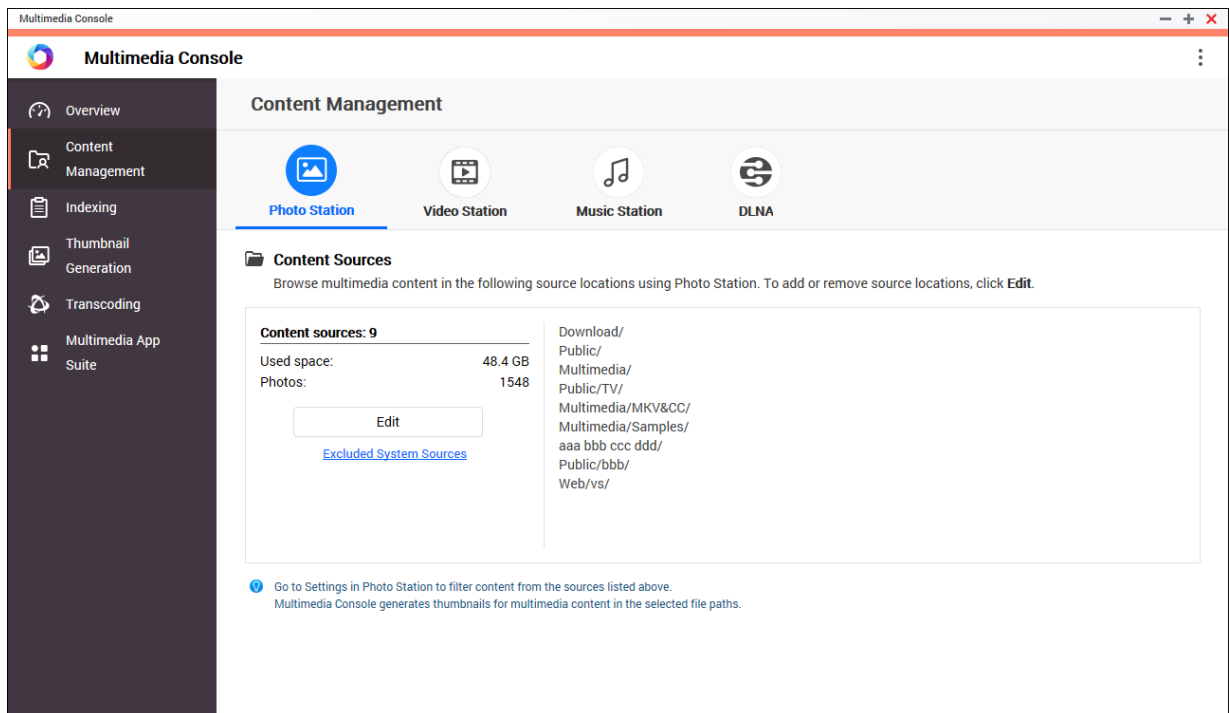 Multimedia Console
Multimedia Console
Overview
Content
Management
Indexing
Thumbnail
Generation
Transcoding
Multimedia App
Suite
Content Management
Photo Station
Video Station
Music Station
DLNA
Content Sources
Browse multimedia content in the following source locations using Photo Station. To add or remove source locations, click Edit.
Content sources: 9
Used space: 48.4 GB
Photos: 1548
Edit
Excluded System Sources
Download/
Public/
Multimedia/
Public/TV/
Multimedia/MKV&CC/
Multimedia/Samples/
aaa bbb ccc ddd/
Public/bbb/
Web/vs/
Go to Settings in Photo Station to filter content from the sources listed above.
Multimedia Console generates thumbnails for multimedia content in the selected file paths.